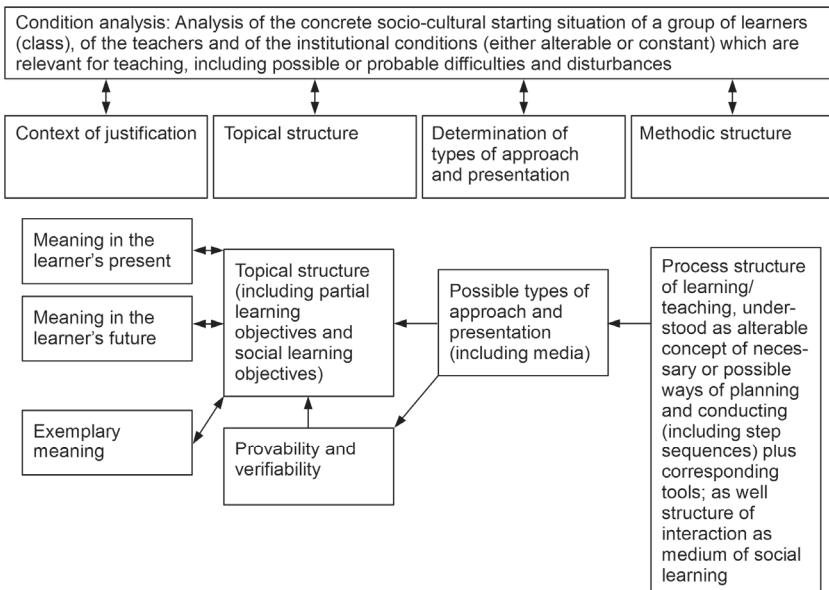 Condition analysis: Analysis of the concrete socio-cultural starting situation of a group of learners
(class), of the teachers and of the institutional conditions (either alterable or constant) which are
relevant for teaching, including possible or probable difficulties and disturbances
Context of justification
Topical structure
Determination of
types of approach
and presentation
Methodic structure
Meaning in the
learner's present
Meaning in the
learner's future
Exemplary
meaning
Topical structure
(including partial
learning
objectives and
social learning
objectives)
Provability and
verifiability
Possible types of
approach and
presentation
(including media)
Process structure
of learning/
teaching, under-
stood as alterable
concept of neces-
sary or possible
ways of planning
and conducting
(including step
sequences) plus
corresponding
tools; as well
structure of
interaction as
medium of social
learning